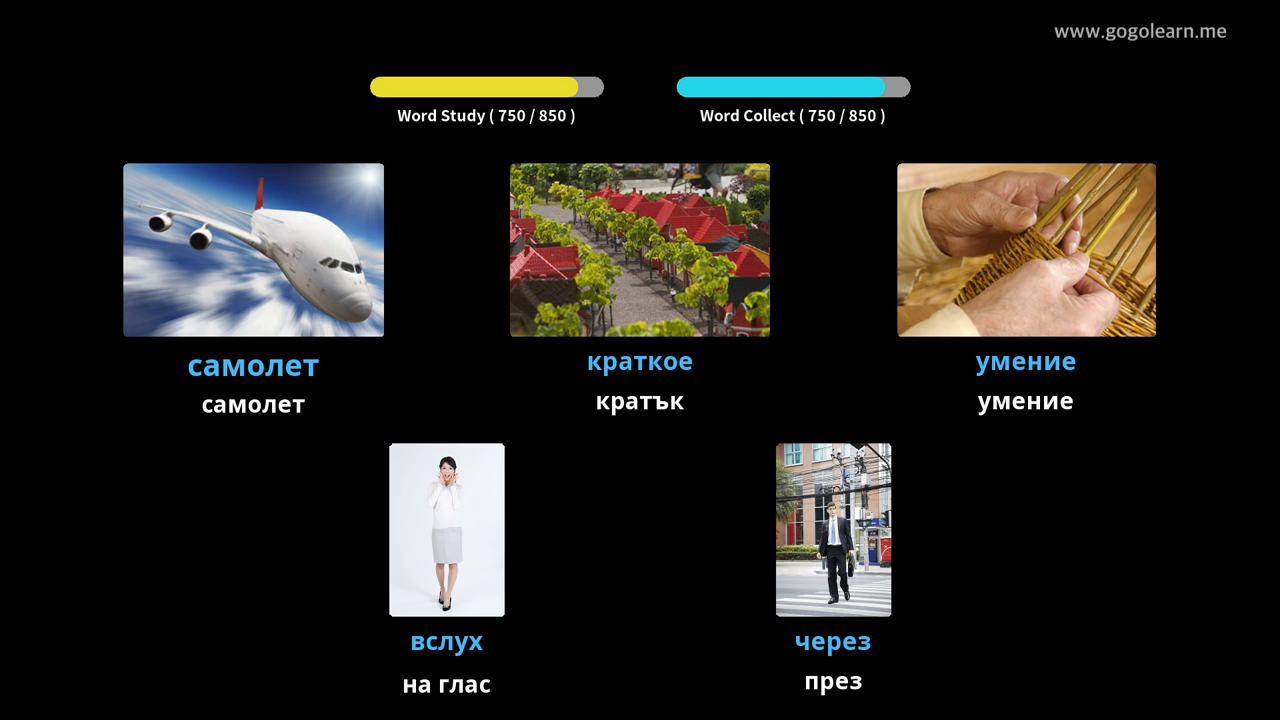 www.gogolearn.me
Word Study ( 750 / 850 )
Word Collect ( 750 / 850 )
самолет
самолет
краткое
кратък
умение
умение
вслух
на глас
через
през